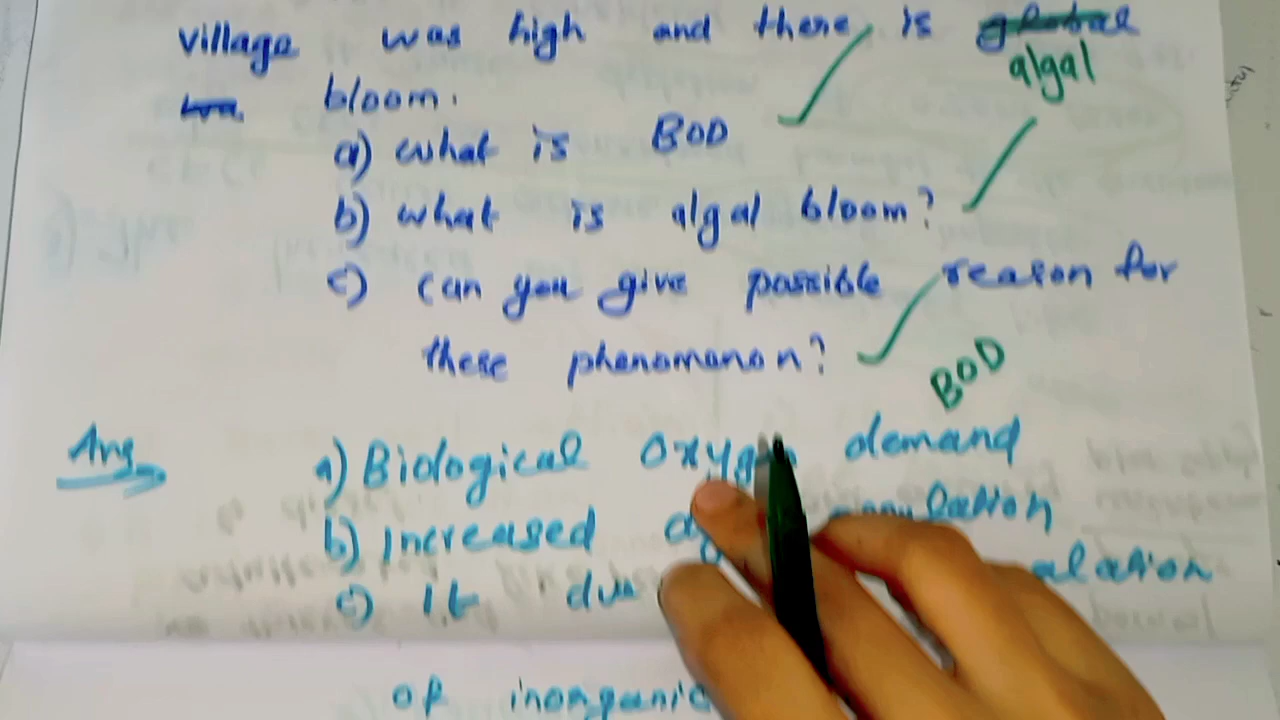 village was high and there is global
algal
bloom.
a) what is BOD
b) what is algal bloom?
c) can you give possible reason for
these phenomenon?
BOD
Ans a) Biological oxygen demand
b) increased
c) it due
of inorganic